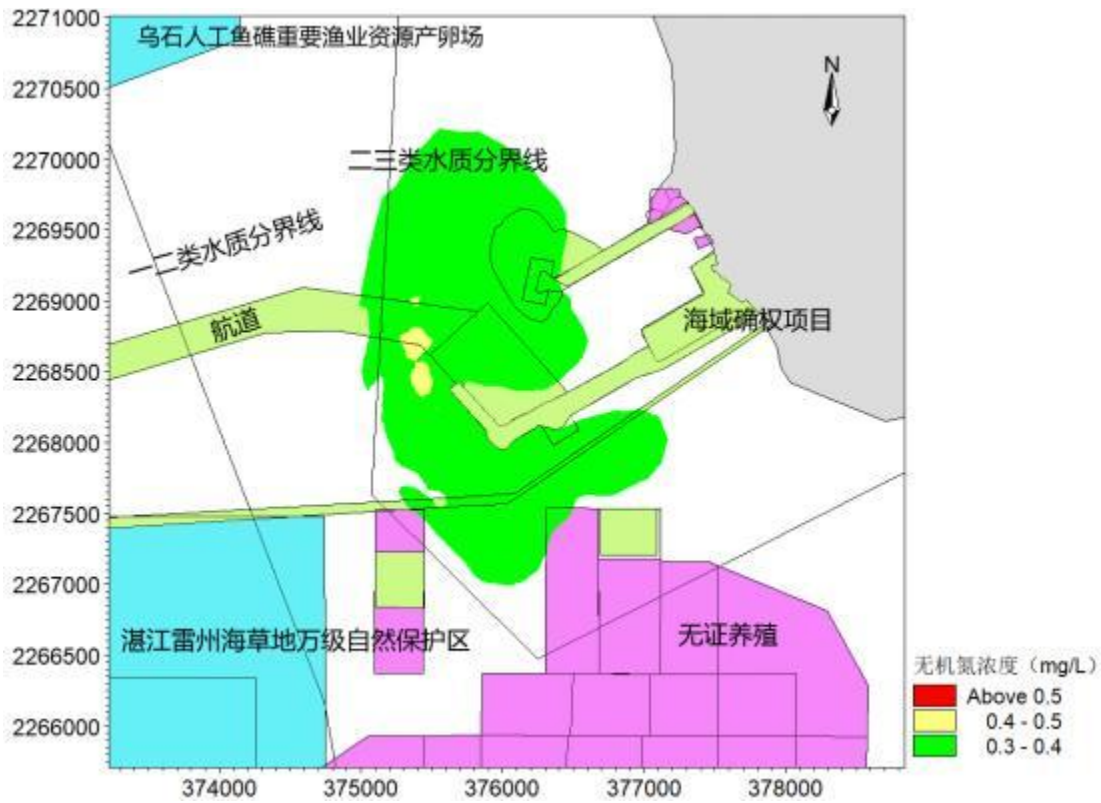 2271000
2270500
2270000
2269500
2269000
2268500
2268000
2267500
2267000
2266500
2266000
乌石人工鱼礁重要渔业资源产卵场
N
二三类水质分界线
一二类水质分界线
航道
海域确权项目
湛江雷州海草地万级自然保护区
无证养殖
374000
375000
376000
377000
378000
无机氮浓度（mg/L）
Above 0.5
0.4 - 0.5
0.3 - 0.4